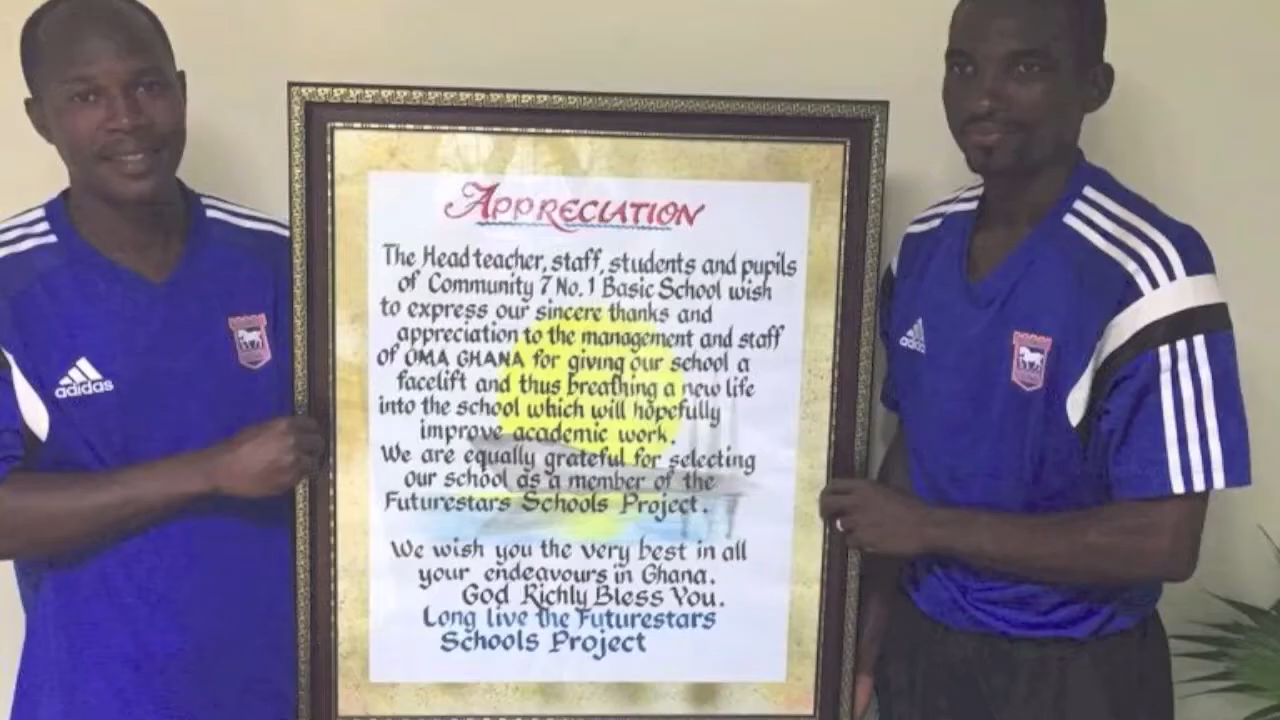 APPRECIATION
The Headteacher, staff, students and pupils
of Community 7 No. 1 Basic School wish
to express our sincere thanks and
appreciation to the management and staff
of OMA GHANA for giving our school a
facelift and thus breathing a new life
into the school which will hopefully
improve academic work.
We are equally grateful for selecting
our school as a member of the
Futurestars Schools Project.
We wish you the very best in all
your endeavours in Ghana.
God Richly Bless You.
Long live the Futurestars
Schools Project
adidas
adidas